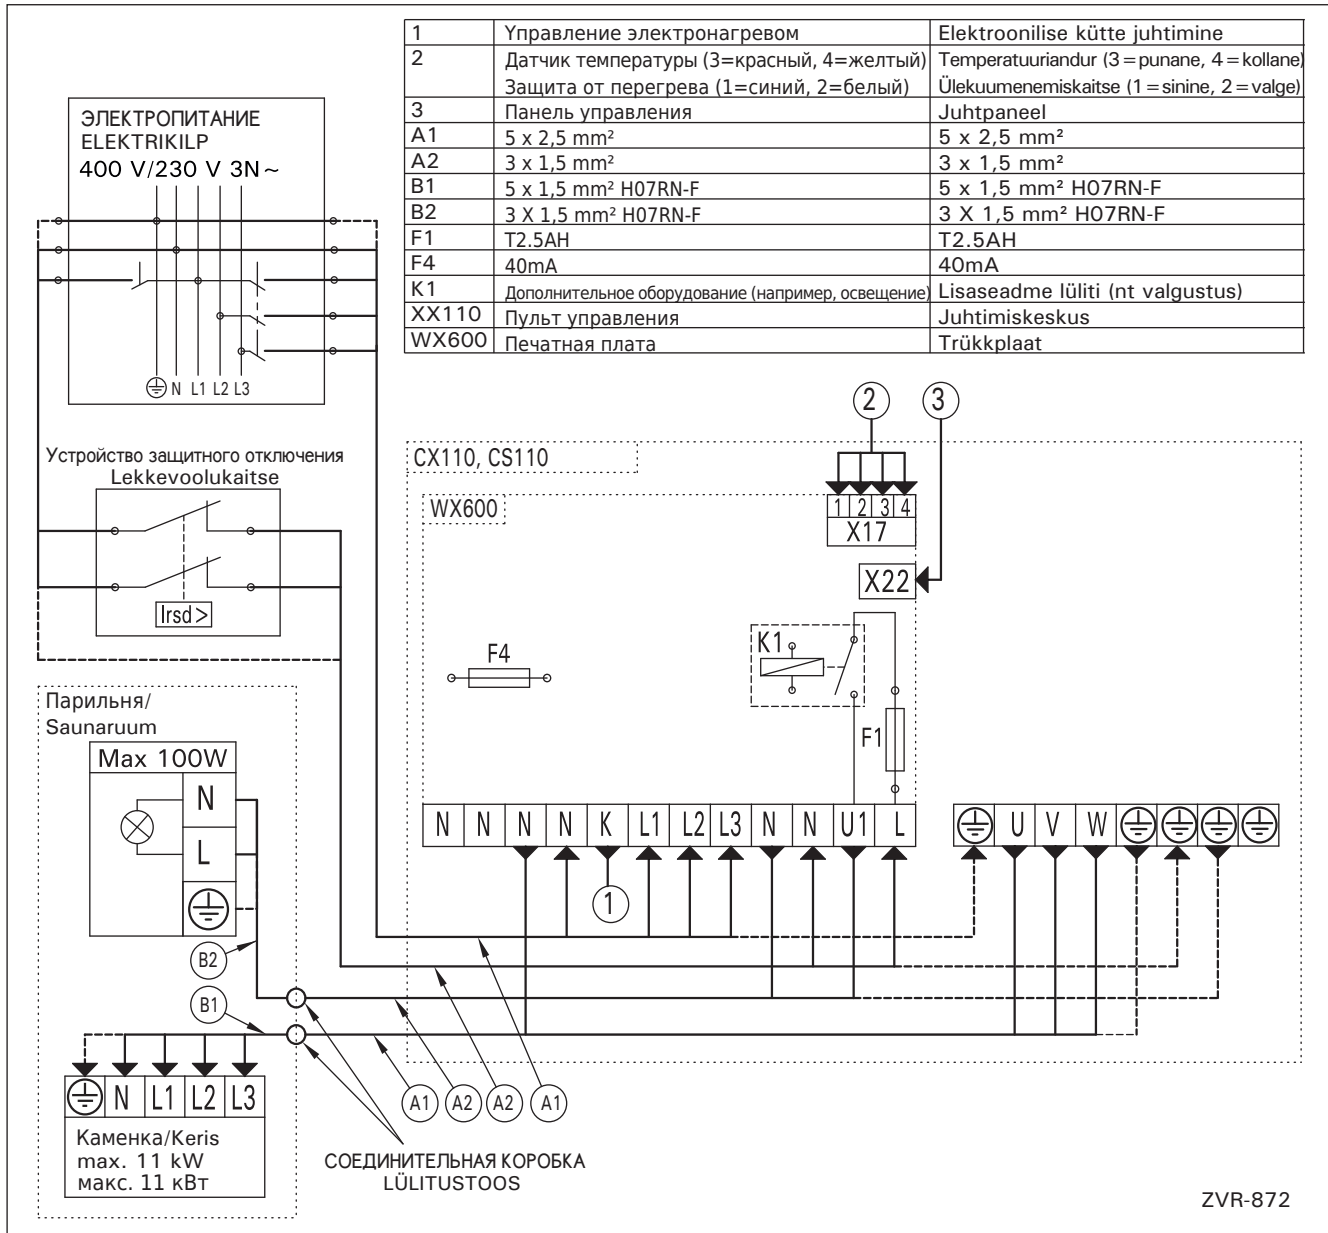 1 Управление электронагревом Elektroonilise kütte juhtimine
2 Датчик температуры (3=красный, 4=желтый) Temperatuuriandur (3=punane, 4=kollane)
Защита от перегрева (1=синий, 2=белый) Ülekuumenemiskaitse (1=sinine, 2=valge)
3 Панель управления Juhtpaneel
A1 5 x 2,5 mm² 5 x 2,5 mm²
A2 3 x 1,5 mm² 3 x 1,5 mm²
B1 5 x 1,5 mm² H07RN-F 5 x 1,5 mm² H07RN-F
B2 3 X 1,5 mm² H07RN-F 3 X 1,5 mm² H07RN-F
F1 T2.5AH T2.5AH
F4 40mA 40mA
K1 Дополнительное оборудование (например, освещение) Lisaseadme lüliti (nt valgustus)
XX110 Пульт управления Juhtimiskeskus
WX600 Печатная плата Trükkplaat
ЭЛЕКТРОПИТАНИЕ
ELEKTRIKILP
400 V/230 V 3N~
N L1 L2 L3
Устройство защитного отключения
Lekkevoolukaitse
Irsd>
2 3
CX110, CS110
WX600
1 2 3 4
X17
X22
K1
F4
F1
N N N N K L1 L2 L3 N N U1 L
U V W
1
Парильня/
Saunaruum
Max 100W
N
L
B2
B1
N L1 L2 L3
Каменка/Keris
max. 11 kW
макс. 11 кВт
A1 A2 A2 A1
СОЕДИНИТЕЛЬНАЯ КОРОБКА
LÜLITUSTOOS
ZVR-872